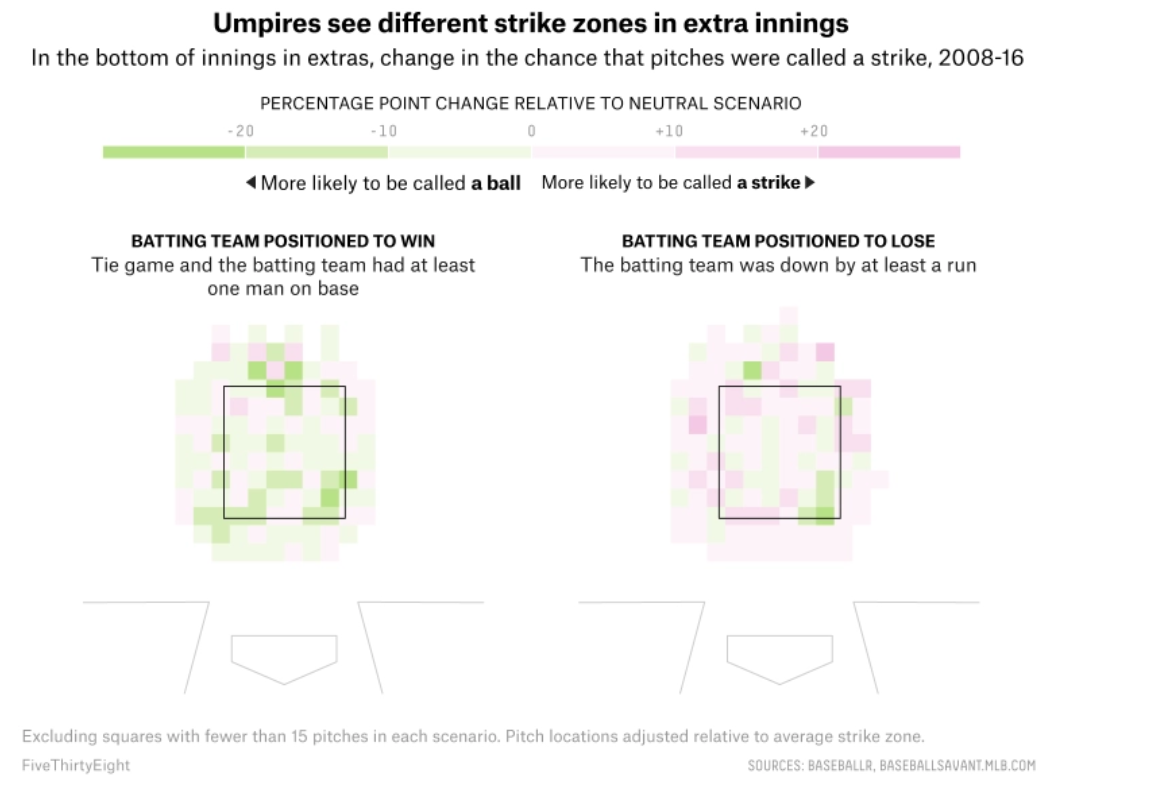 Umpires see different strike zones in extra innings
In the bottom of innings in extras, change in the chance that pitches were called a strike, 2008-16
PERCENTAGE POINT CHANGE RELATIVE TO NEUTRAL SCENARIO
-20 -10 0 +10 +20
◀ More likely to be called a ball More likely to be called a strike ▶
BATTING TEAM POSITIONED TO WIN
Tie game and the batting team had at least
one man on base
BATTING TEAM POSITIONED TO LOSE
The batting team was down by at least a run
Excluding squares with fewer than 15 pitches in each scenario. Pitch locations adjusted relative to average strike zone.
FiveThirtyEight
SOURCES: BASEBALLR, BASEBALLSAVANT.MLB.COM